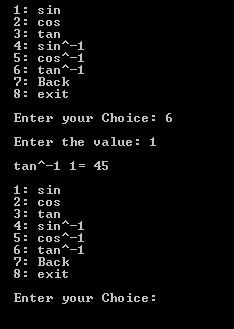 1: sin
2: cos
3: tan
4: sin^-1
5: cos^-1
6: tan^-1
7: Back
8: exit
Enter your Choice: 6
Enter the value: 1
tan^-1 1= 45
1: sin
2: cos
3: tan
4: sin^-1
5: cos^-1
6: tan^-1
7: Back
8: exit
Enter your Choice: